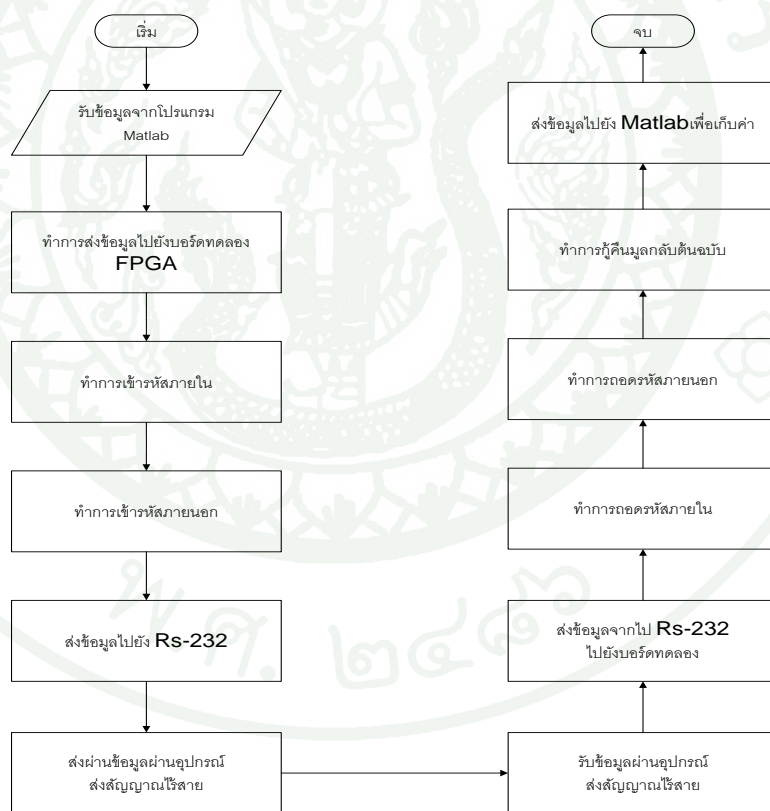 เริ่ม
รับข้อมูลจากโปรแกรม
Matlab
ทำการส่งข้อมูลไปยังบอร์ดทดลอง
FPGA
ทำการเข้ารหัสภายใน
ทำการเข้ารหัสภายนอก
ส่งข้อมูลไปยัง Rs-232
ส่งผ่านข้อมูลผ่านอุปกรณ์
ส่งสัญญาณไร้สาย
รับข้อมูลผ่านอุปกรณ์
ส่งสัญญาณไร้สาย
ส่งข้อมูลจากไป Rs-232
ไปยังบอร์ดทดลอง
ทำการถอดรหัสภายใน
ทำการถอดรหัสภายนอก
ทำการกู้คืนมูลกลับต้นฉบับ
ส่งข้อมูลไปยัง Matlabเพื่อเก็บค่า
จบ
พ.ศ. ๒๔๘๖